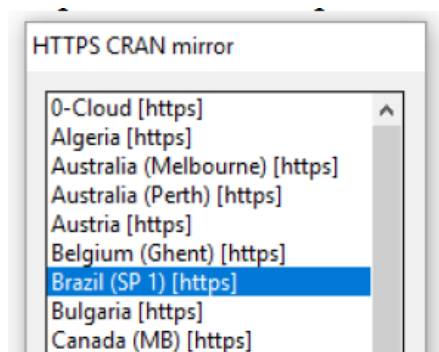 HTTPS CRAN mirror
0-Cloud [https]
Algeria [https]
Australia (Melbourne) [https]
Australia (Perth) [https]
Austria [https]
Belgium (Ghent) [https]
Brazil (SP 1) [https]
Bulgaria [https]
Canada (MB) [https]